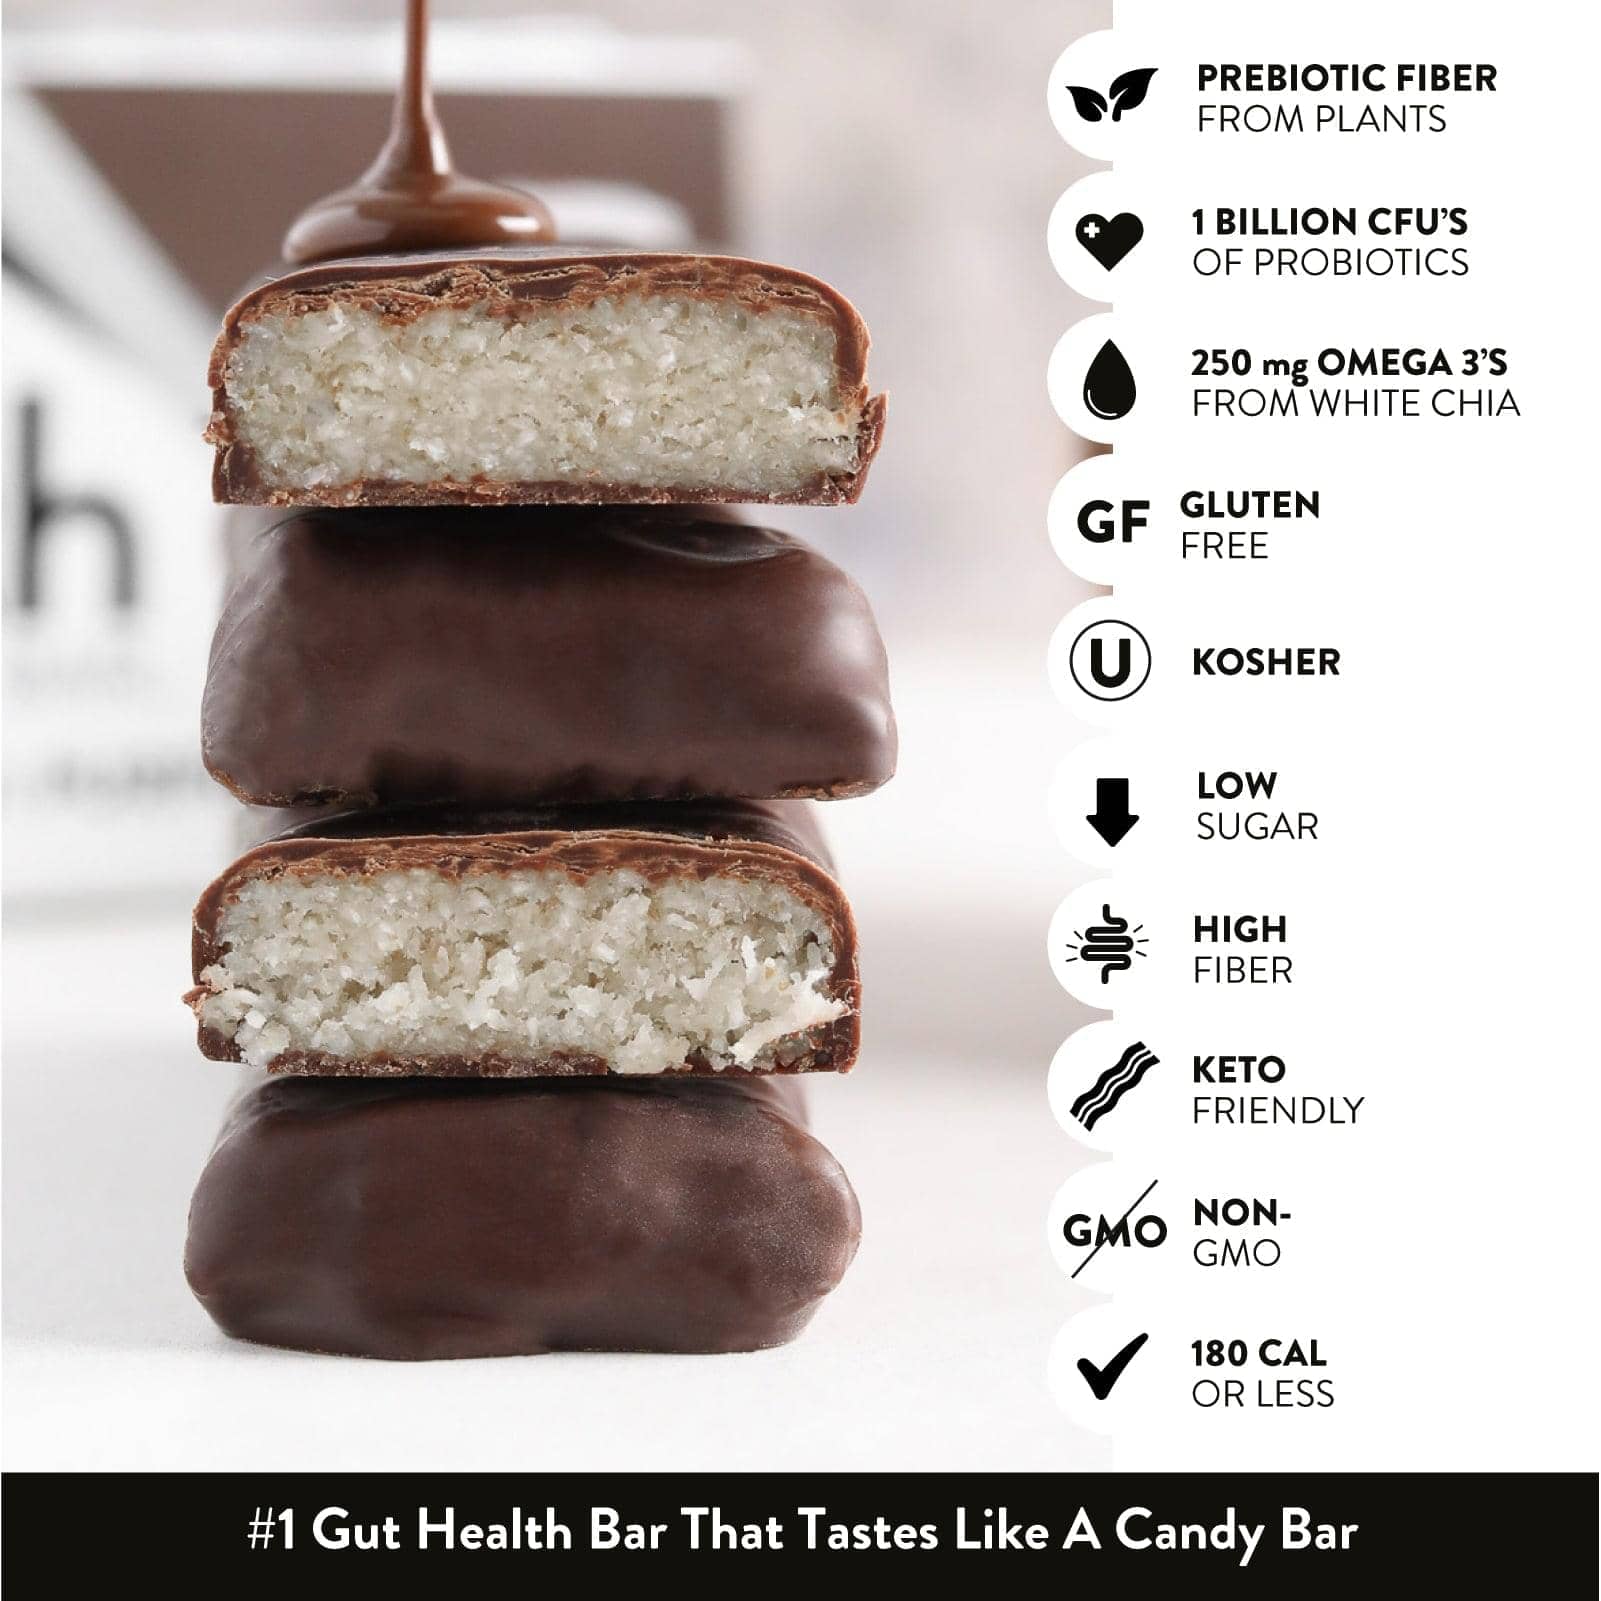 PREBIOTIC FIBER
FROM PLANTS
1 BILLION CFU'S
OF PROBIOTICS
250 mg OMEGA 3'S
FROM WHITE CHIA
GF
GLUTEN
FREE
U
KOSHER
LOW
SUGAR
HIGH
FIBER
KETO
FRIENDLY
GMO
NON-
GMO
180 CAL
OR LESS
h
#1 Gut Health Bar That Tastes Like A Candy Bar